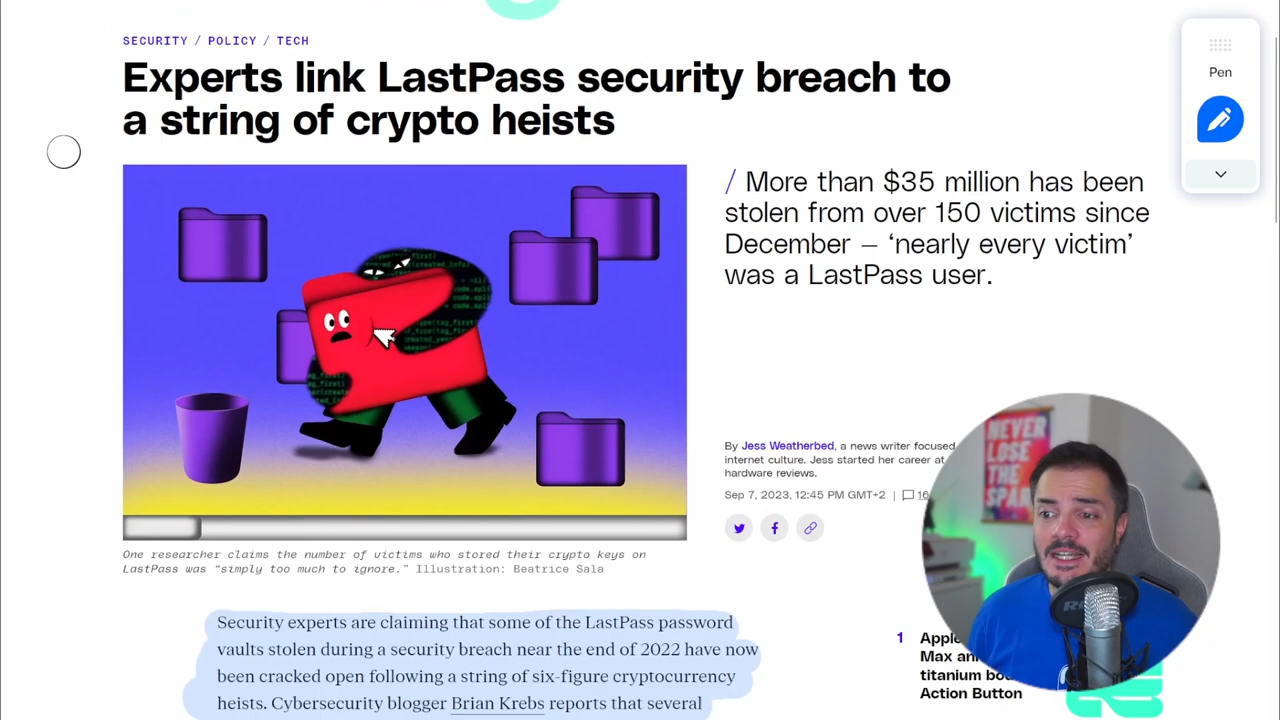 SECURITY / POLICY / TECH
Experts link LastPass security breach to
a string of crypto heists
/ More than $35 million has been
stolen from over 150 victims since
December – ‘nearly every victim’
was a LastPass user.
By Jess Weatherbed, a news writer focused
internet culture. Jess started her career at
hardware reviews.
Sep 7, 2023, 12:45 PM GMT+2 | 16
One researcher claims the number of victims who stored their crypto keys on
LastPass was “simply too much to ignore.” Illustration: Beatrice Sala
Security experts are claiming that some of the LastPass password
vaults stolen during a security breach near the end of 2022 have now
been cracked open following a string of six-figure cryptocurrency
heists. Cybersecurity blogger Brian Krebs reports that several
1
Max
titanium
Action Button
Pen
NEVER
LOSE
THE